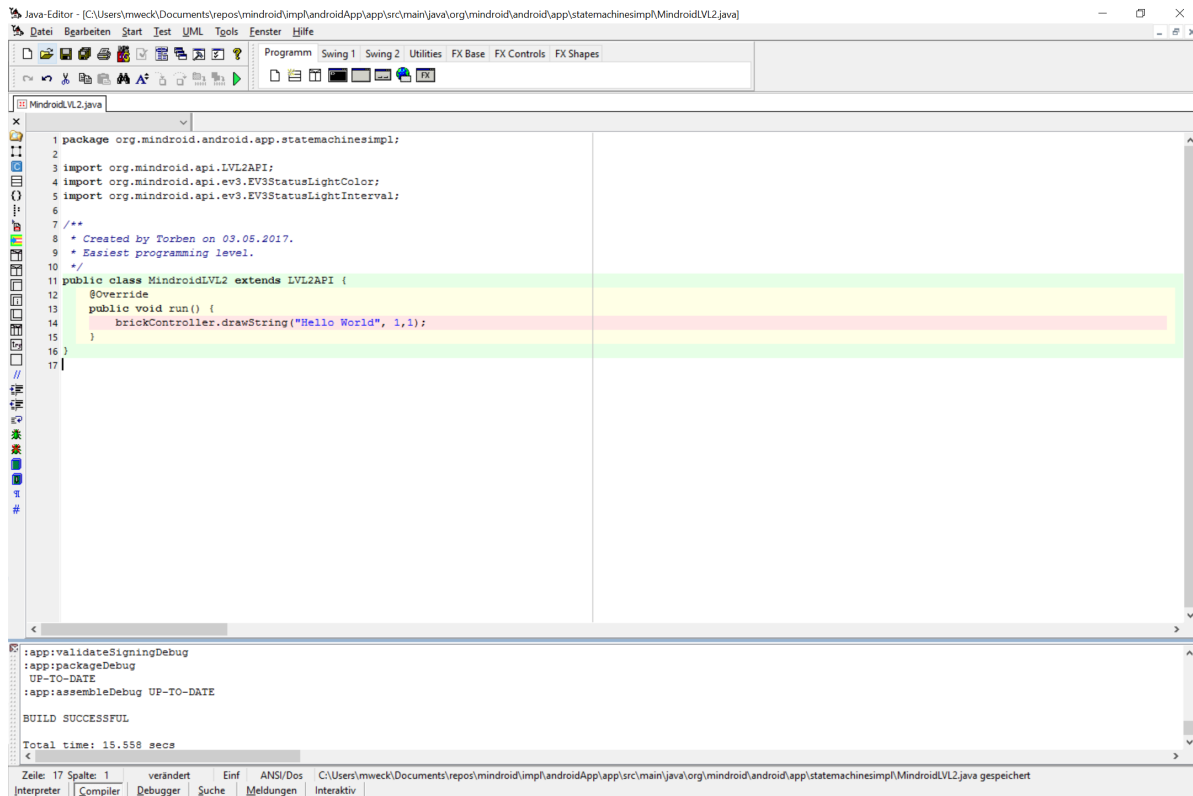 Java-Editor - [C:\Users\mweck\Documents\repos\mindroid\impl\androidApp\app\src\main\java\org\mindroid\android\app\statemachinesimpl\MindroidLVL2.java]
Datei Bearbeiten Start Test UML Tools Fenster Hilfe
Programm Swing 1 Swing 2 Utilities FX Base FX Controls FX Shapes
FX
MindroidLVL2.java
1 package org.mindroid.android.app.statemachinesimpl;
2
3 import org.mindroid.api.LVL2API;
4 import org.mindroid.api.ev3.EV3StatusLightColor;
5 import org.mindroid.api.ev3.EV3StatusLightInterval;
6
7 /**
8  * Created by Torben on 03.05.2017.
9  * Easiest programming level.
10  */
11 public class MindroidLVL2 extends LVL2API {
12     @Override
13     public void run() {
14         brickController.drawString("Hello World", 1,1);
15     }
16 }
17
:app:validateSigningDebug
:app:packageDebug
 UP-TO-DATE
:app:assembleDebug UP-TO-DATE
BUILD SUCCESSFUL
Total time: 15.558 secs
Zeile: 17 Spalte: 1 verändert Einf ANSI/Dos C:\Users\mweck\Documents\repos\mindroid\impl\androidApp\app\src\main\java\org\mindroid\android\app\statemachinesimpl\MindroidLVL2.java gespeichert
Interpreter Compiler Debugger Suche Meldungen Interaktiv